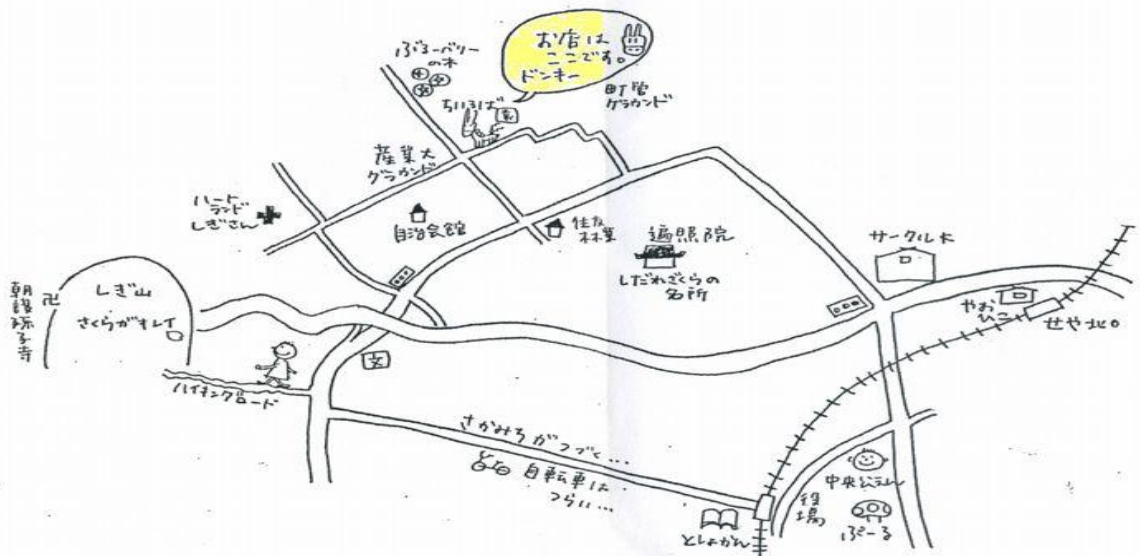 お店は
ここです。
ドンキー
ぶるーベリー
の木
町営
グラウンド
ちいろば
産業大
グラウンド
ハート
ランド
しぎさん
自治会館
住友
林業
遍照院
しだれざくらの
名所
サークルK
やお
ひこ
せや北口
朝護孫子寺
卍
しぎ山
さくらがキレイ
文
ハイキングロード
さかみちがつづく…
自転車は
つらい…
としょかん
役場
中央公みん
ぷーる